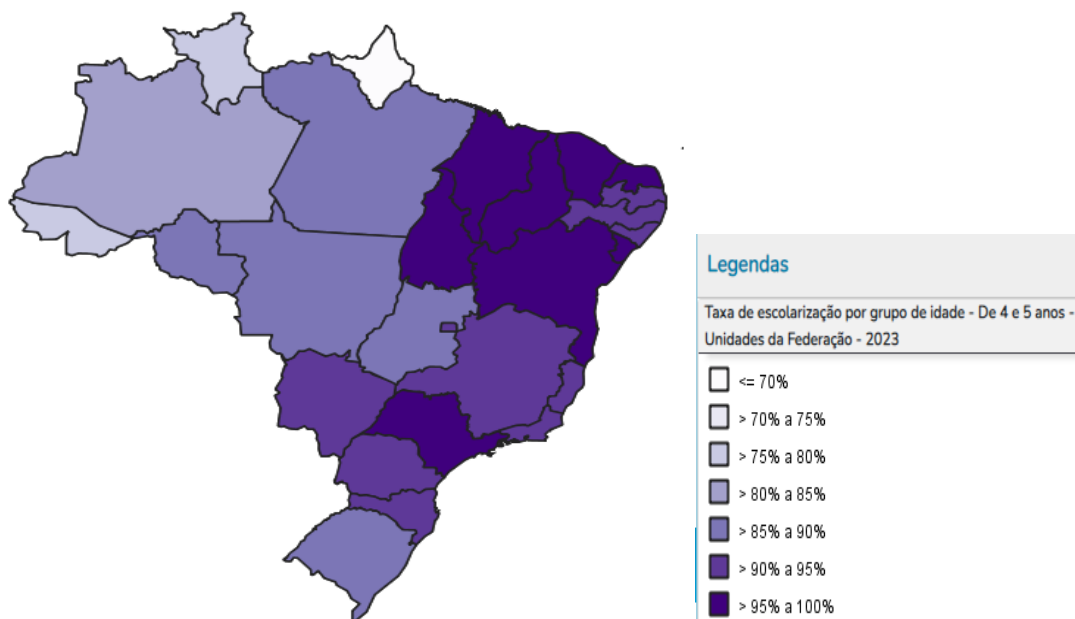 Legendas
Taxa de escolarização por grupo de idade - De 4 e 5 anos -
Unidades da Federação - 2023
<= 70%
> 70% a 75%
> 75% a 80%
> 80% a 85%
> 85% a 90%
> 90% a 95%
> 95% a 100%